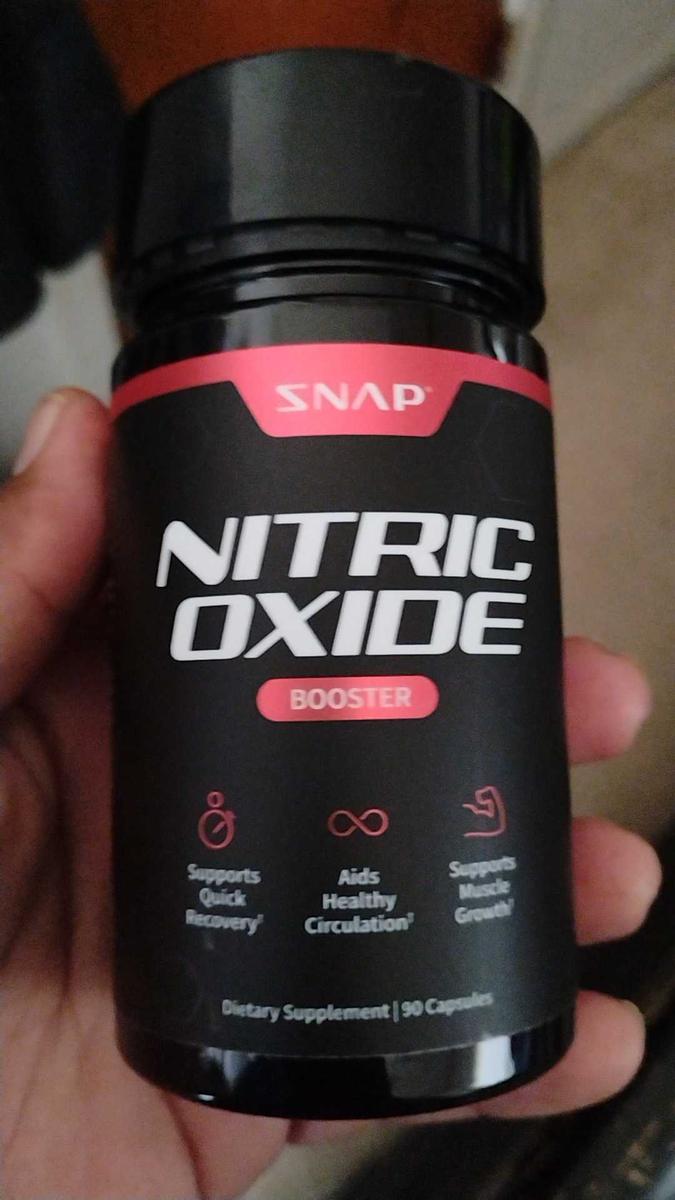 SNAP®
NITRIC
OXIDE
BOOSTER
Supports
Quick
Recovery†
Aids
Healthy
Circulation†
Supports
Muscle
Growth†
Dietary Supplement | 90 Capsules